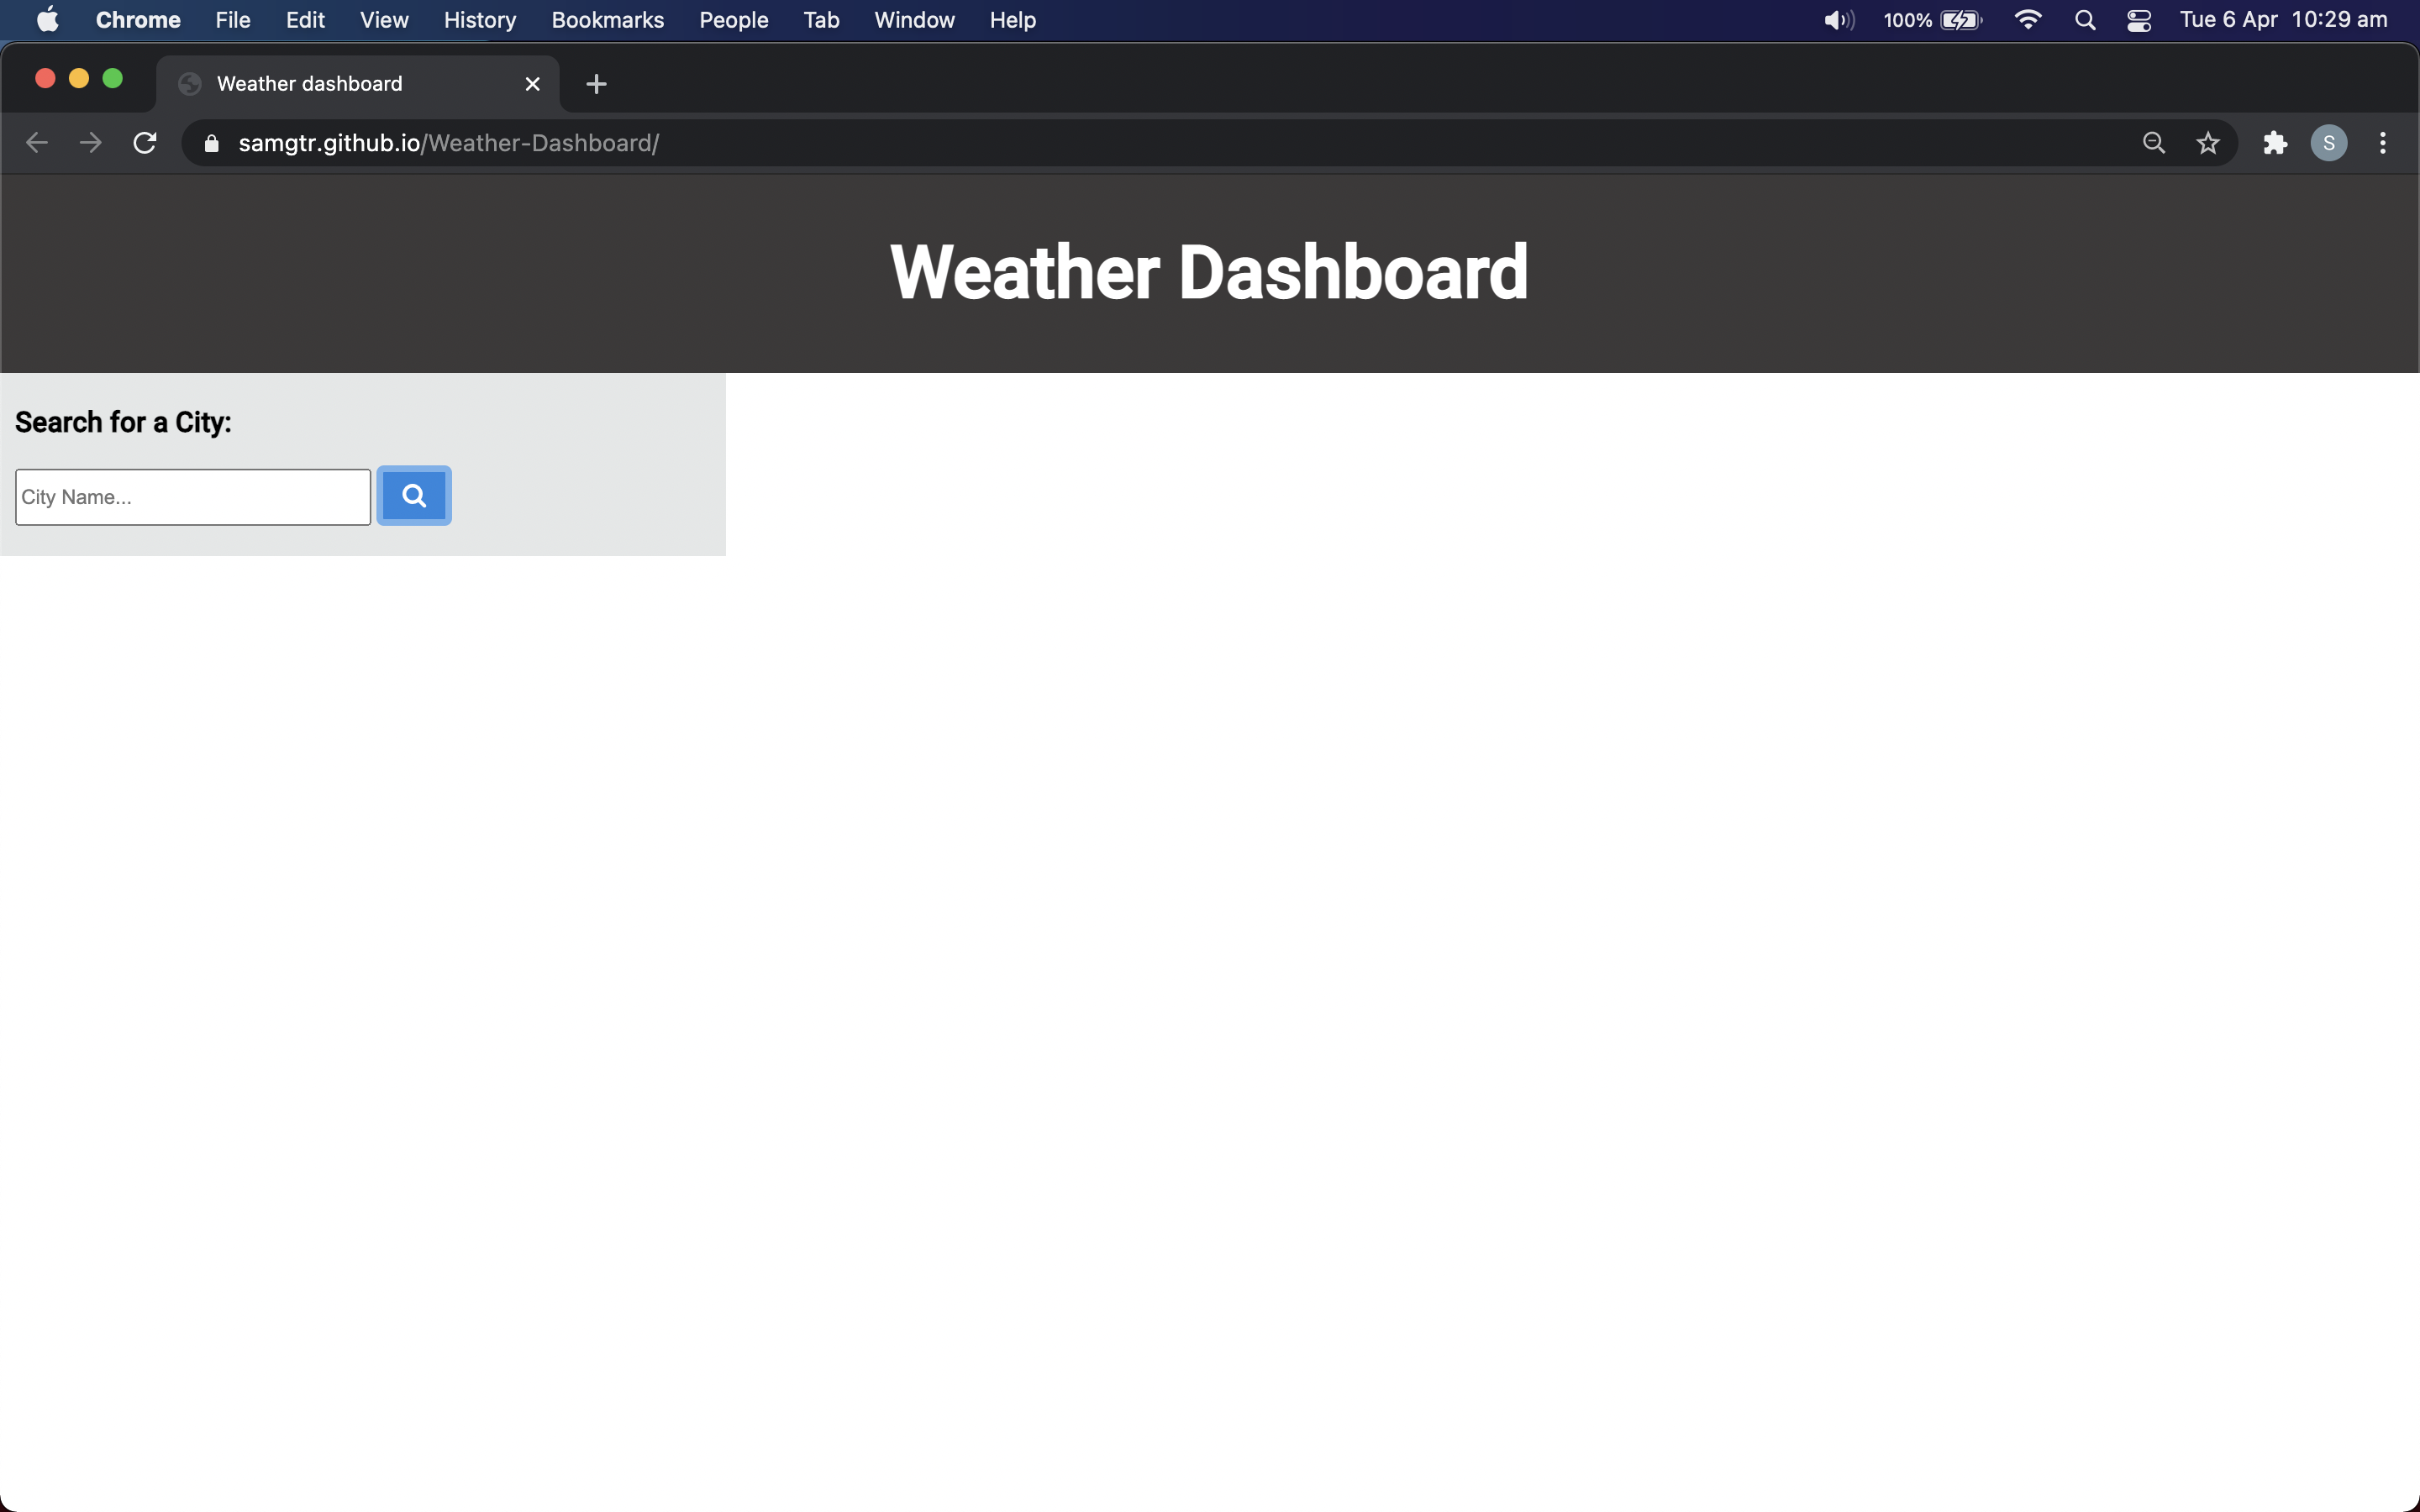 Chrome File Edit View History Bookmarks People Tab Window Help 100% Tue 6 Apr 10:29 am
Weather dashboard
samgtr.github.io/Weather-Dashboard/ S
Weather Dashboard
Search for a City:
City Name...